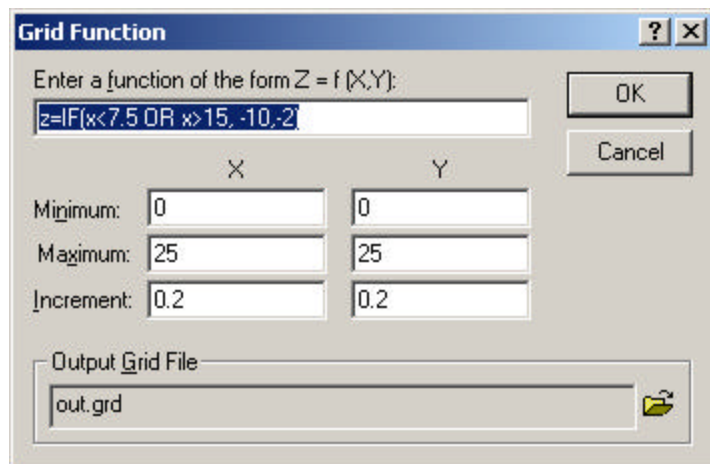 Grid Function
Enter a function of the form Z = f (X,Y):
z=IF(x<7.5 OR x>15, -10,-2)
OK
Cancel
X Y
Minimum: 0 0
Maximum: 25 25
Increment: 0.2 0.2
Output Grid File
out.grd